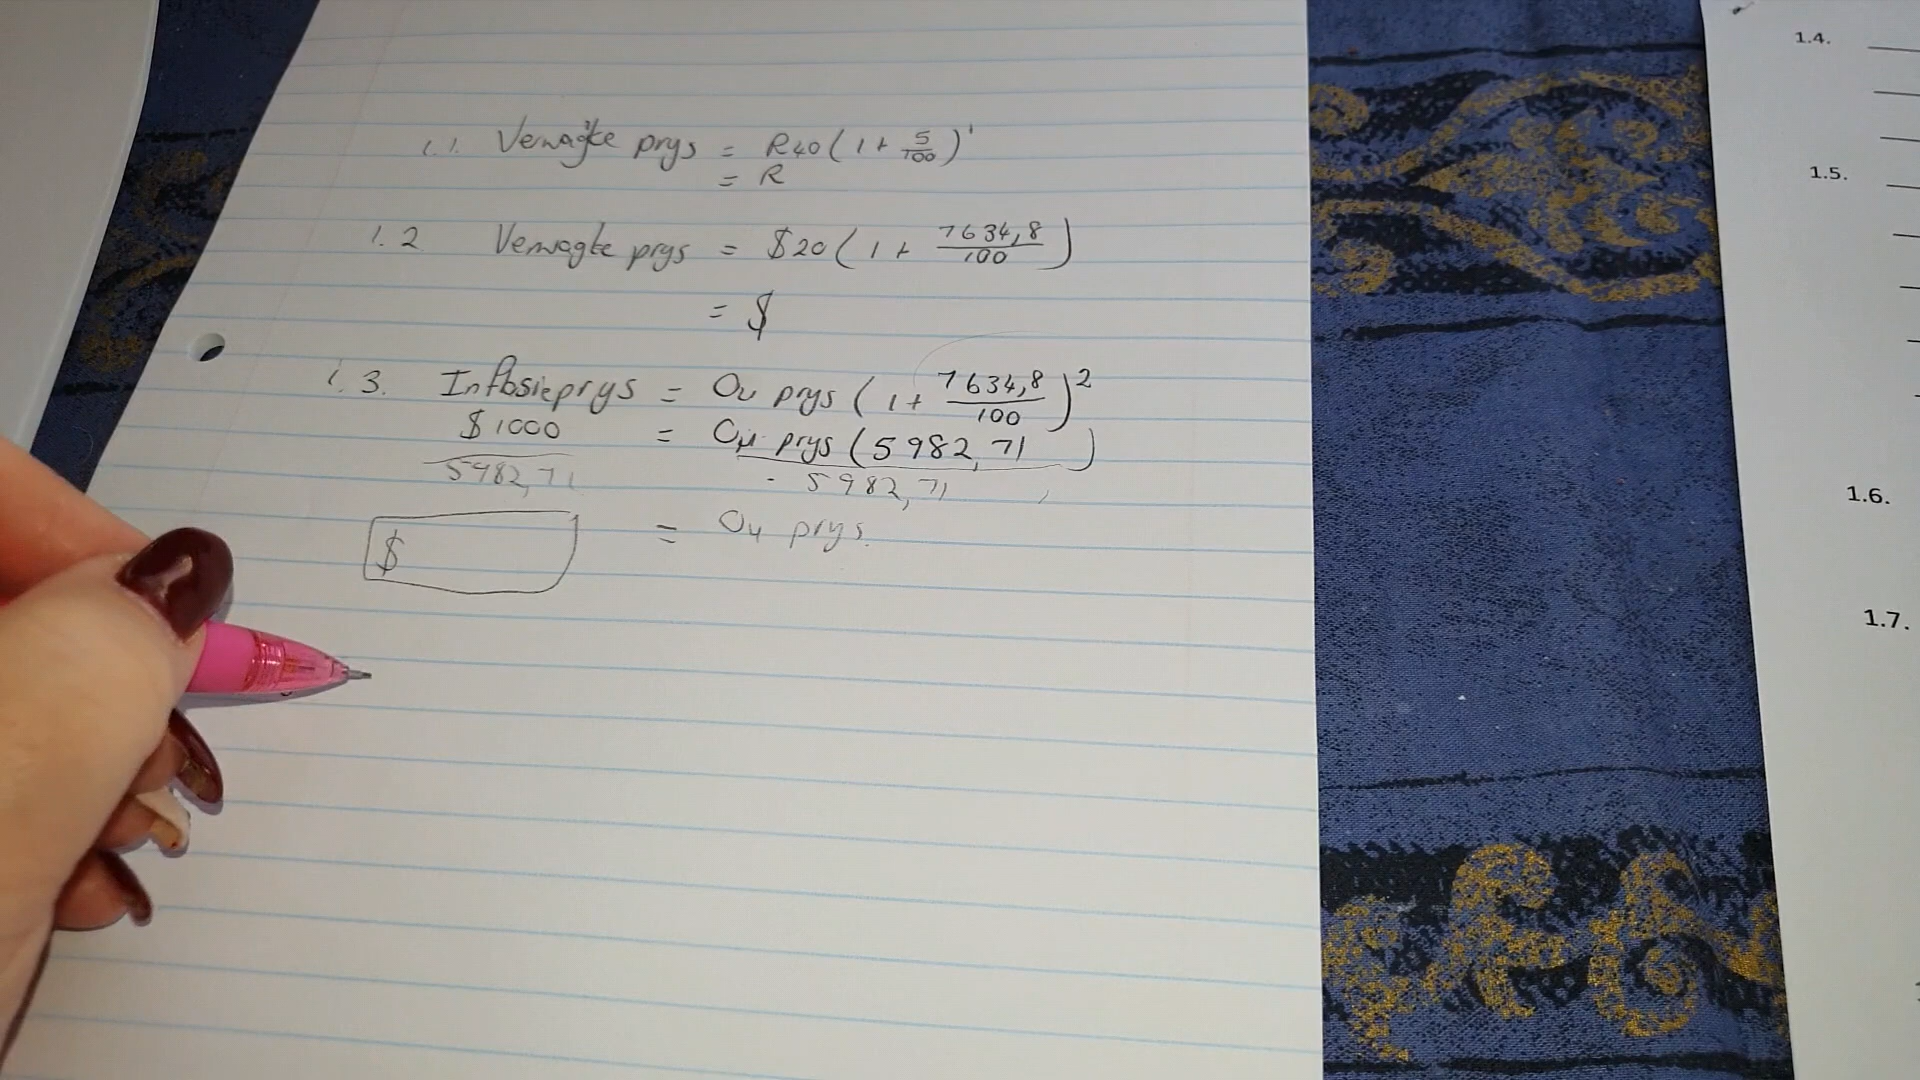 1.1. Verwagte prys = R40 ( 1 + 5/100 )¹
= R
1.2 Verwagte prys = $20 ( 1 + 7634,8/100 )
= $
1.3. Inflasieprys = Ou prys ( 1 + 7634,8/100 )²
$1000 = Ou prys ( 5982,71 )
5982,71 5982,71
$ = Ou prys.
1.4.
1.5.
1.6.
1.7.